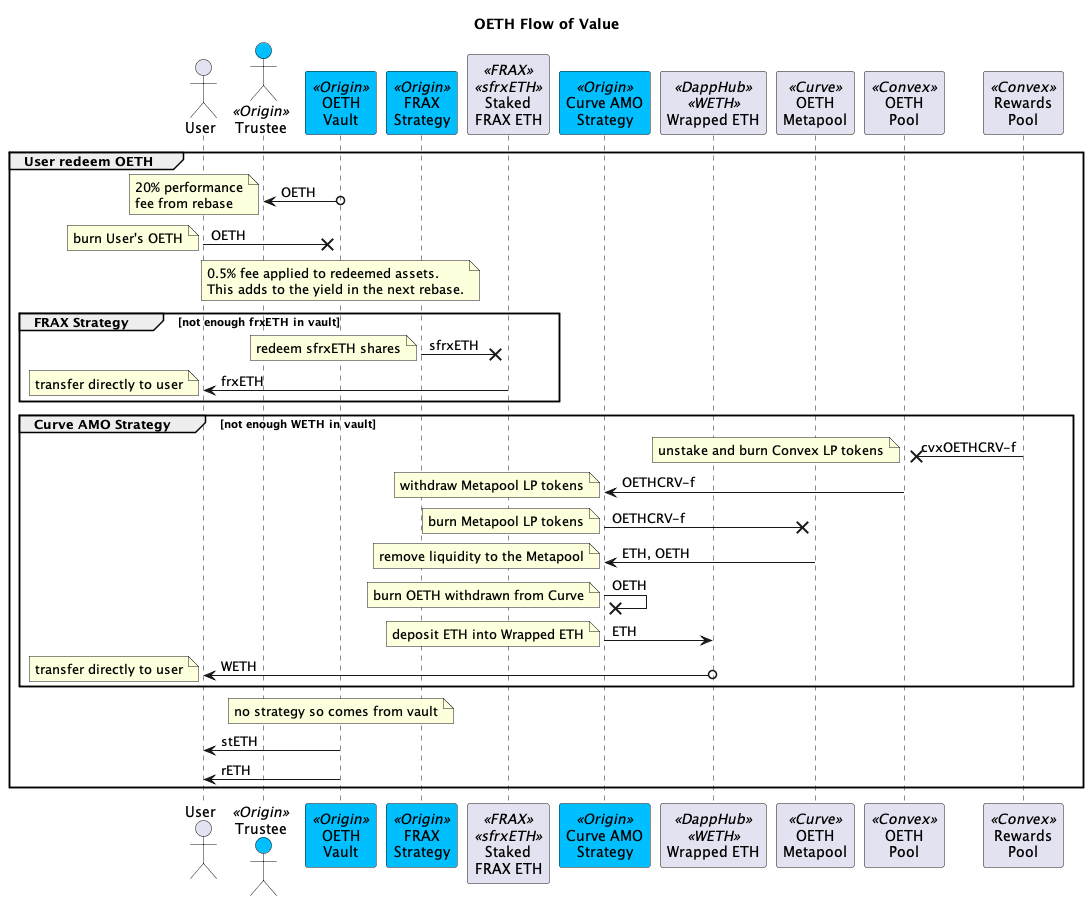 OETH Flow of Value
User
«Origin»
Trustee
«Origin»
OETH
Vault
«Origin»
FRAX
Strategy
«FRAX»
«sfrxETH»
Staked
FRAX ETH
«Origin»
Curve AMO
Strategy
«DappHub»
«WETH»
Wrapped ETH
«Curve»
OETH
Metapool
«Convex»
OETH
Pool
«Convex»
Rewards
Pool
User redeem OETH
20% performance
fee from rebase
OETH
burn User's OETH
OETH
0.5% fee applied to redeemed assets.
This adds to the yield in the next rebase.
FRAX Strategy
[not enough frxETH in vault]
redeem sfrxETH shares
sfrxETH
transfer directly to user
frxETH
Curve AMO Strategy
[not enough WETH in vault]
unstake and burn Convex LP tokens
cvxOETHCRV-f
withdraw Metapool LP tokens
OETHCRV-f
burn Metapool LP tokens
OETHCRV-f
remove liquidity to the Metapool
ETH, OETH
burn OETH withdrawn from Curve
OETH
deposit ETH into Wrapped ETH
ETH
transfer directly to user
WETH
no strategy so comes from vault
stETH
rETH
User
«Origin»
Trustee
«Origin»
OETH
Vault
«Origin»
FRAX
Strategy
«FRAX»
«sfrxETH»
Staked
FRAX ETH
«Origin»
Curve AMO
Strategy
«DappHub»
«WETH»
Wrapped ETH
«Curve»
OETH
Metapool
«Convex»
OETH
Pool
«Convex»
Rewards
Pool